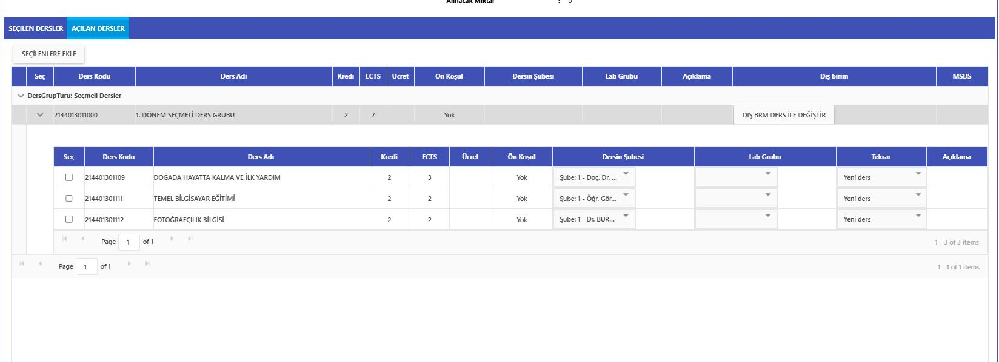 Alınacak Miktar : 0
SEÇILEN DERSLER AÇILAN DERSLER
SEÇİLENLERE EKLE
Seç Ders Kodu Ders Adı Kredi ECTS Ücret Ön Koşul Dersin Şubesi Lab Grubu Açıklama Dış birim MSDS
DersGrupTuru: Seçmeli Dersler
2144013011000 1. DÖNEM SEÇMELİ DERS GRUBU 2 7 Yok DIŞ BRM DERS İLE DEĞİŞTİR
Seç Ders Kodu Ders Adı Kredi ECTS Ücret Ön Koşul Dersin Şubesi Lab Grubu Tekrar Açıklama
214401301109 DOĞADA HAYATTA KALMA VE İLK YARDIM 2 3 Yok Şube: 1 - Doç. Dr. ... Yeni ders
214401301111 TEMEL BİLGİSAYAR EĞİTİMİ 2 2 Yok Şube: 1 - Öğr. Gör... Yeni ders
214401301112 FOTOĞRAFÇILIK BİLGİSİ 2 2 Yok Şube: 1 - Dr. BUR... Yeni ders
Page 1 of 1 1 - 3 of 3 items
Page 1 of 1 1 - 1 of 1 items